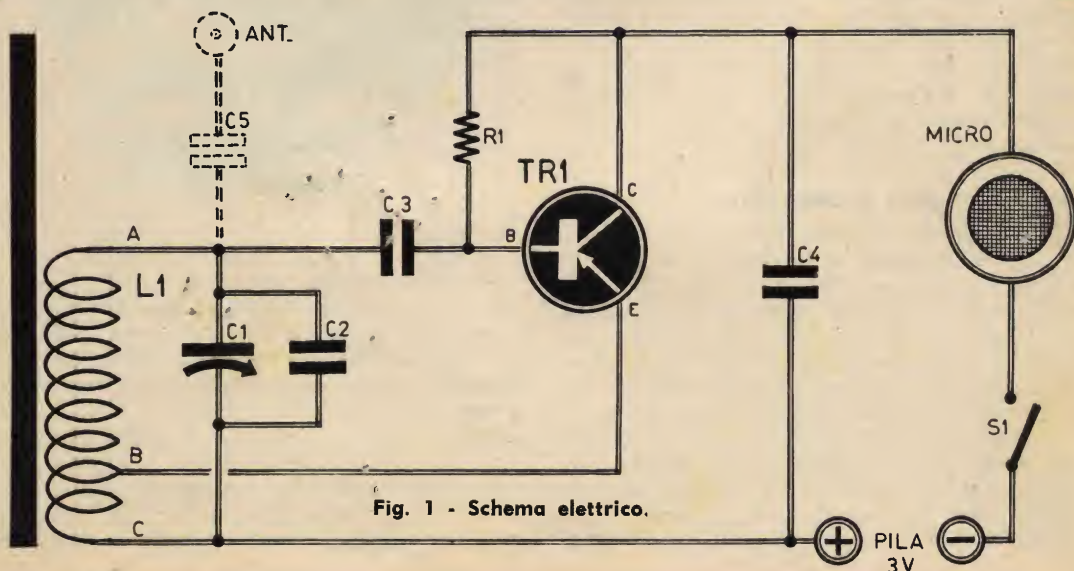 ANT.
C5
R1
MICRO
TR1
C
A
C3
B
L1
C4
C1
C2
E
S1
B
Fig. 1 - Schema elettrico.
C
+ PILA −
3V